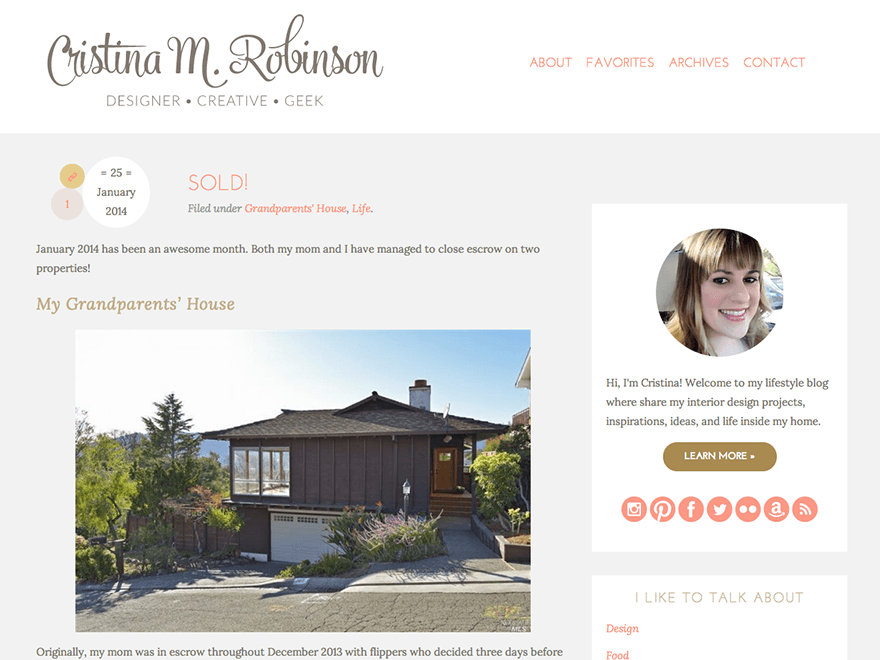 Cristina M. Robinson
DESIGNER • CREATIVE • GEEK
ABOUT FAVORITES ARCHIVES CONTACT
= 25 =
January
2014
1
SOLD!
Filed under Grandparents' House, Life.
January 2014 has been an awesome month. Both my mom and I have managed to close escrow on two
properties!
My Grandparents' House
MLS
Originally, my mom was in escrow throughout December 2013 with flippers who decided three days before
Hi, I'm Cristina! Welcome to my lifestyle blog
where share my interior design projects,
inspirations, ideas, and life inside my home.
LEARN MORE »
I LIKE TO TALK ABOUT
Design
Food